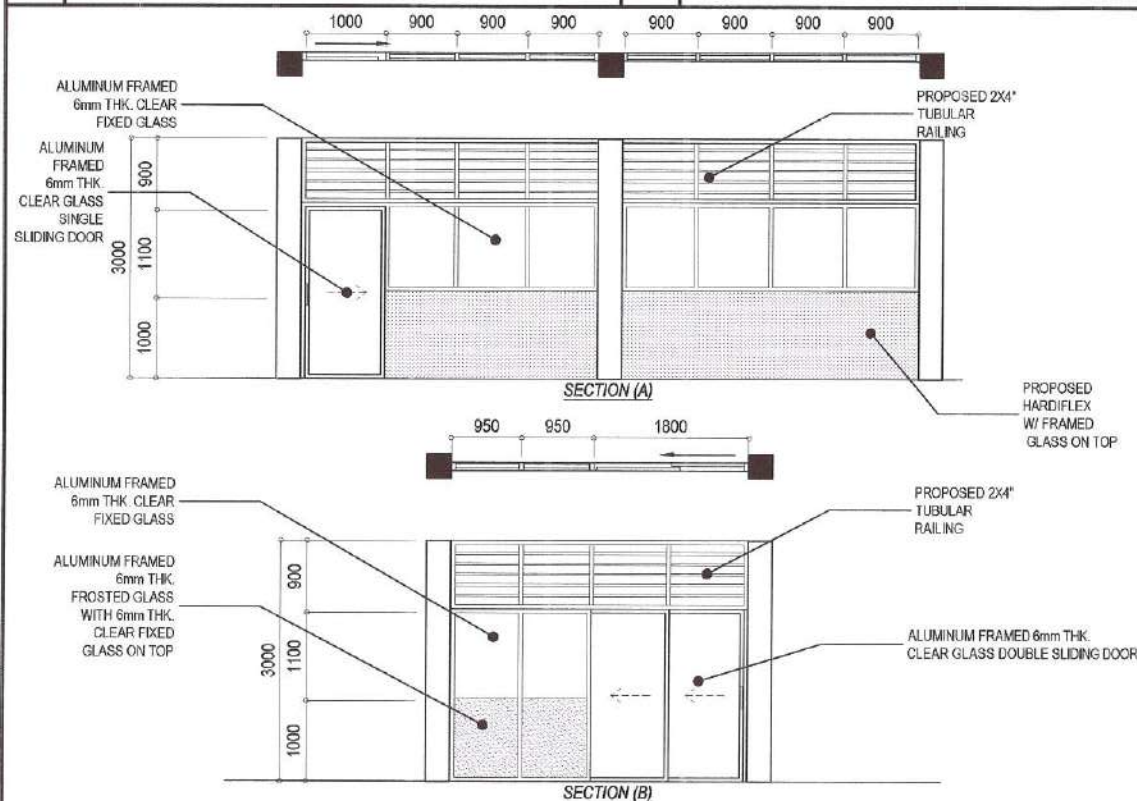 1000 900 900 900 900 900 900 900
ALUMINUM FRAMED
6mm THK. CLEAR
FIXED GLASS
PROPOSED 2X4"
TUBULAR
RAILING
ALUMINUM
FRAMED
6mm THK.
CLEAR GLASS
SINGLE
SLIDING DOOR
900
3000
1100
1000
SECTION (A)
PROPOSED
HARDIFLEX
W/ FRAMED
GLASS ON TOP
950 950 1800
ALUMINUM FRAMED
6mm THK. CLEAR
FIXED GLASS
PROPOSED 2X4"
TUBULAR
RAILING
ALUMINUM FRAMED
6mm THK.
FROSTED GLASS
WITH 6mm THK.
CLEAR FIXED
GLASS ON TOP
900
3000
1100
1000
ALUMINUM FRAMED 6mm THK.
CLEAR GLASS DOUBLE SLIDING DOOR
SECTION (B)